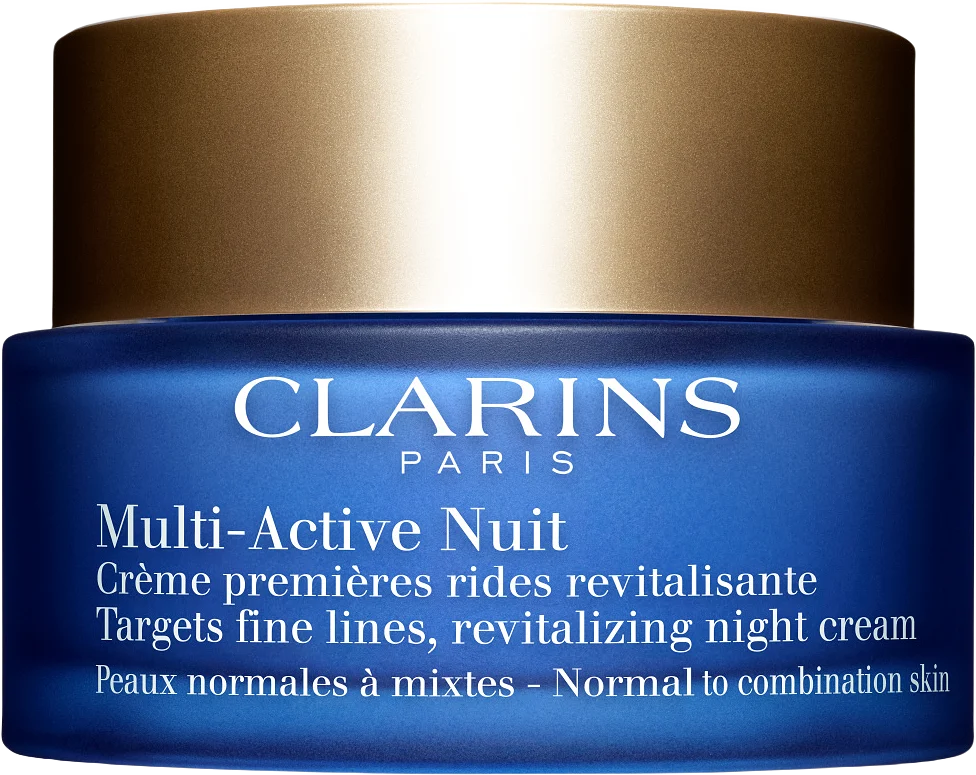 CLARINS
PARIS
Multi-Active Nuit
Crème premières rides revitalisante
Targets fine lines, revitalizing night cream
Peaux normales à mixtes - Normal to combination skin